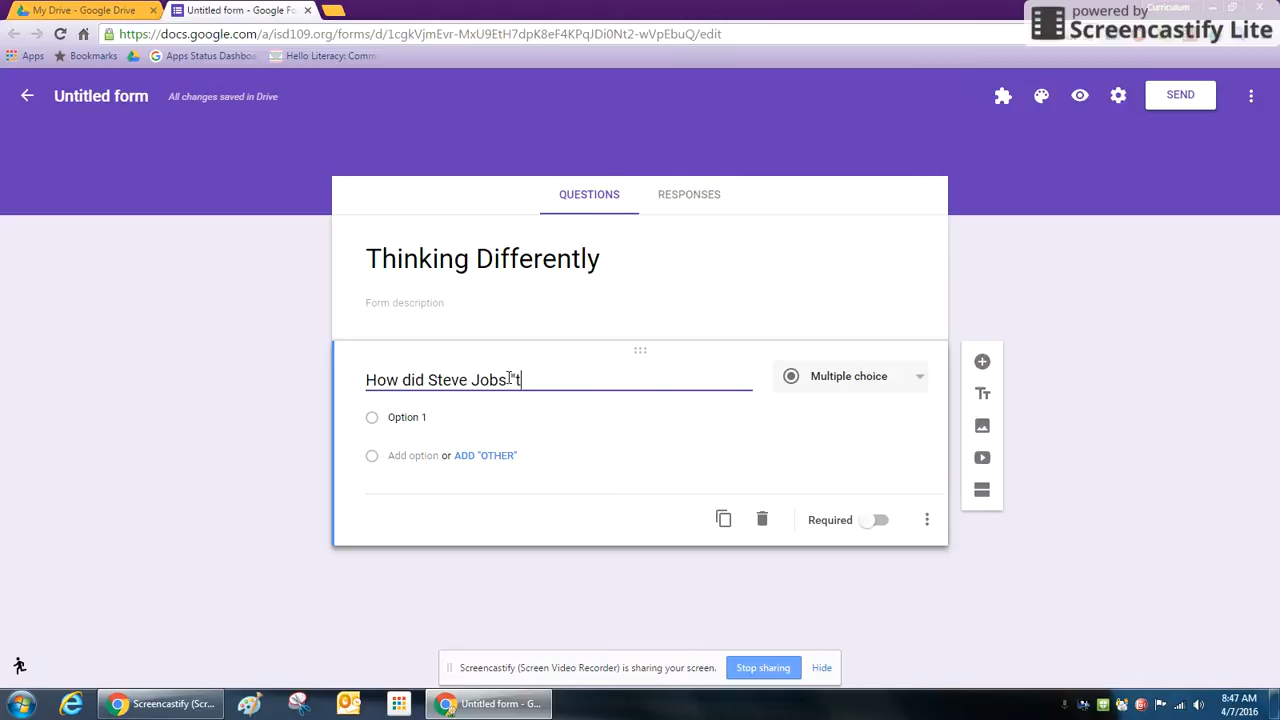 My Drive - Google Drive
Untitled form - Google Fo
Curriculum
powered by
Screencastify Lite
https://docs.google.com/a/isd109.org/forms/d/
/edit
Apps
Bookmarks
Apps Status Dashboa
Hello Literacy: Comm
Untitled form
All changes saved in Drive
SEND
QUESTIONS
RESPONSES
Thinking Differently
Form description
How did Steve Jobs "t
Multiple choice
Option 1
Add option or ADD "OTHER"
Required
Screencastify (Screen Video Recorder) is sharing your screen.
Stop sharing
Hide
Screencastify (Scr...
Untitled form - G...
8:47 AM
4/7/2016